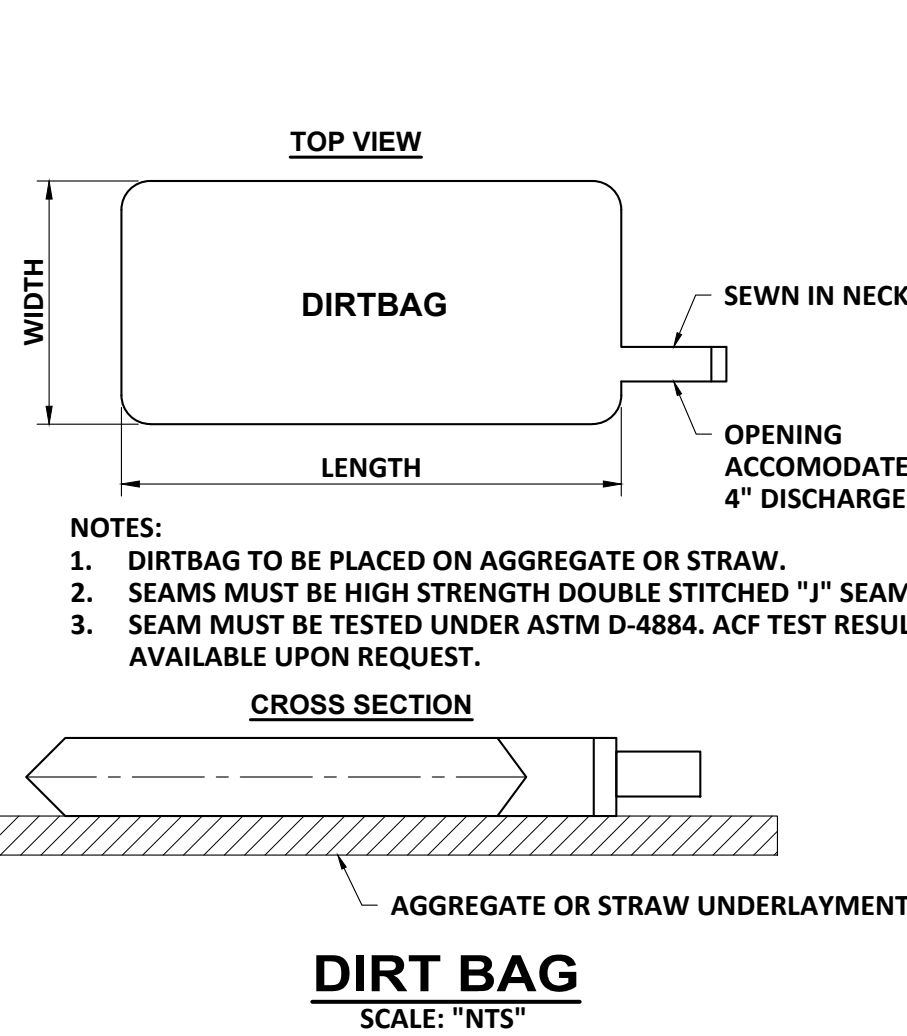 TOP VIEW
WIDTH
DIRTBAG
SEWN IN NECK
OPENING
ACCOMODATE
4" DISCHARGE
LENGTH
NOTES:
1. DIRTBAG TO BE PLACED ON AGGREGATE OR STRAW.
2. SEAMS MUST BE HIGH STRENGTH DOUBLE STITCHED "J" SEAM
3. SEAM MUST BE TESTED UNDER ASTM D-4884. ACF TEST RESUL
AVAILABLE UPON REQUEST.
CROSS SECTION
AGGREGATE OR STRAW UNDERLAYMENT
DIRT BAG
SCALE: "NTS"